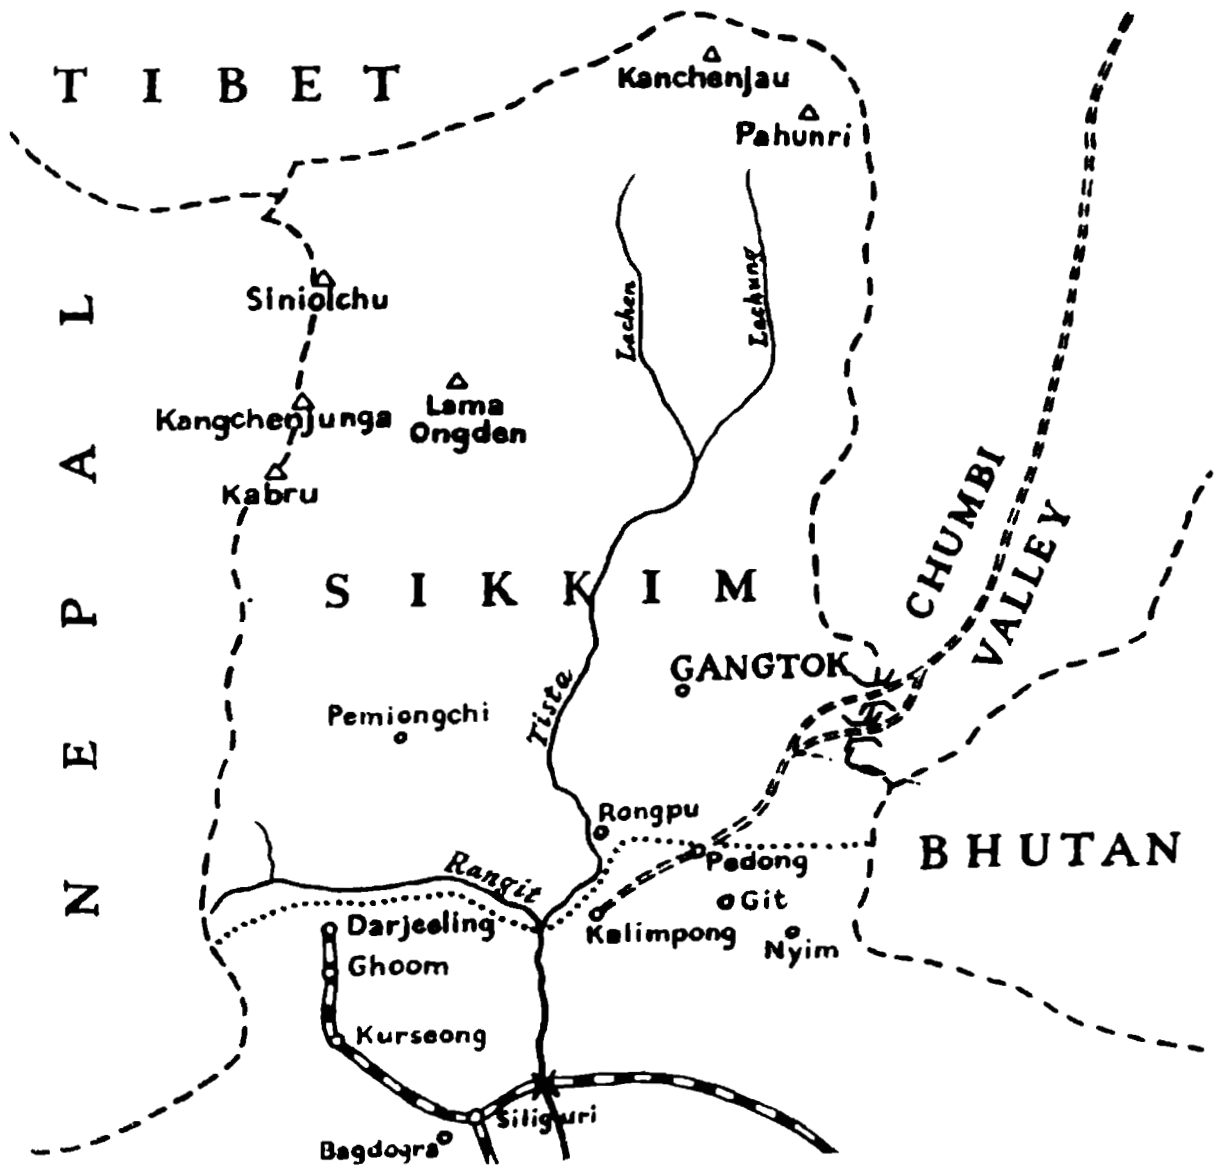 TIBET
Kanchenjau
Pahunri
NEPAL
Siniolchu
Lachen
Lachung
Kangchenjunga
Lama
Ongden
Kabru
CHUMBI
VALLEY
SIKKIM
GANGTOK
Tista
Pemiongchi
Rongpu
BHUTAN
Pedong
Rangit
Git
Darjeeling
Kalimpong
Nyim
Ghoom
Kurseong
Siliguri
Bagdogra